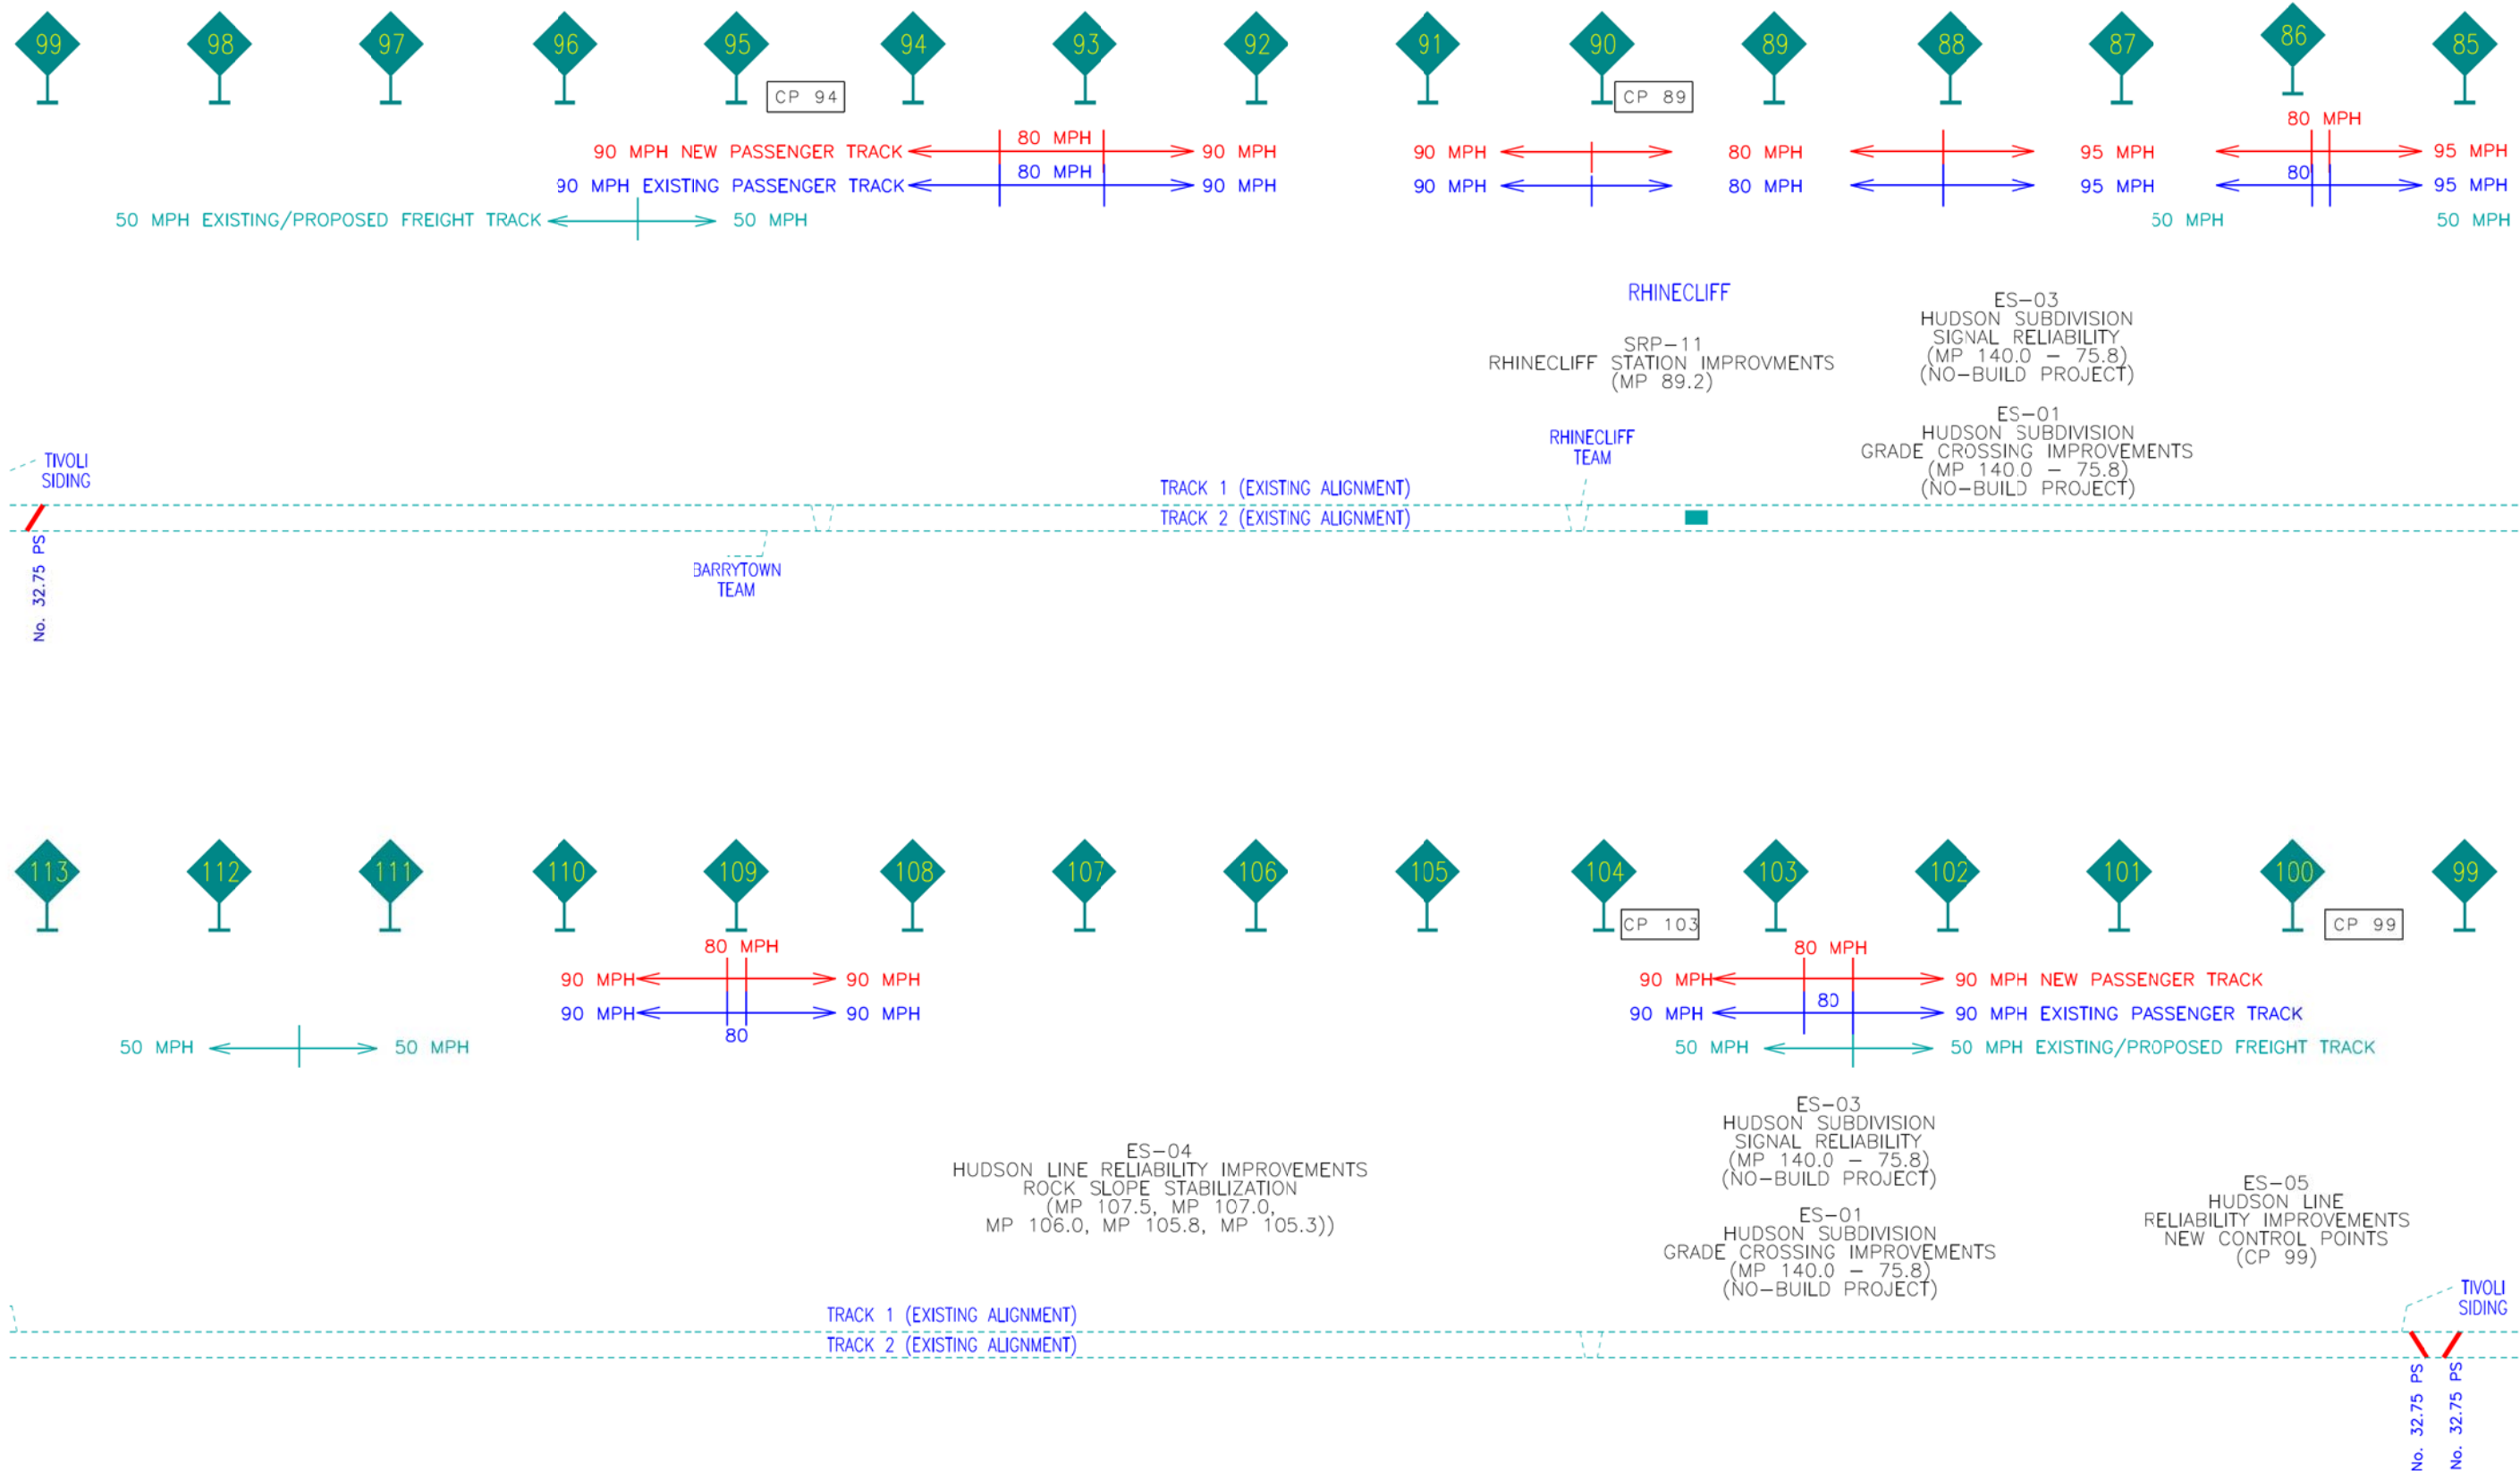 99 98 97 96 95 94 93 92 91 90 89 88 87 86 85
CP 94
CP 89
80 MPH
80 MPH
90 MPH NEW PASSENGER TRACK
90 MPH
90 MPH
80 MPH
95 MPH
95 MPH
80 MPH
90 MPH EXISTING PASSENGER TRACK
90 MPH
90 MPH
80 MPH
95 MPH
80
95 MPH
50 MPH EXISTING/PROPOSED FREIGHT TRACK
50 MPH
50 MPH
50 MPH
RHINECLIFF
SRP-11
RHINECLIFF STATION IMPROVMENTS
(MP 89.2)
ES-03
HUDSON SUBDIVISION
SIGNAL RELIABILITY
(MP 140.0 - 75.8)
(NO-BUILD PROJECT)
ES-01
HUDSON SUBDIVISION
GRADE CROSSING IMPROVEMENTS
(MP 140.0 - 75.8)
(NO-BUILD PROJECT)
RHINECLIFF
TEAM
TIVOLI
SIDING
TRACK 1 (EXISTING ALIGNMENT)
TRACK 2 (EXISTING ALIGNMENT)
No. 32.75 PS
BARRYTOWN
TEAM
113 112 111 110 109 108 107 106 105 104 103 102 101 100 99
CP 103
CP 99
80 MPH
80 MPH
90 MPH
90 MPH
90 MPH
90 MPH NEW PASSENGER TRACK
90 MPH
90 MPH
90 MPH
80
90 MPH EXISTING PASSENGER TRACK
80
50 MPH
50 MPH
50 MPH
50 MPH EXISTING/PROPOSED FREIGHT TRACK
ES-04
HUDSON LINE RELIABILITY IMPROVEMENTS
ROCK SLOPE STABILIZATION
(MP 107.5, MP 107.0,
MP 106.0, MP 105.8, MP 105.3))
ES-03
HUDSON SUBDIVISION
SIGNAL RELIABILITY
(MP 140.0 - 75.8)
(NO-BUILD PROJECT)
ES-01
HUDSON SUBDIVISION
GRADE CROSSING IMPROVEMENTS
(MP 140.0 - 75.8)
(NO-BUILD PROJECT)
ES-05
HUDSON LINE
RELIABILITY IMPROVEMENTS
NEW CONTROL POINTS
(CP 99)
TIVOLI
SIDING
TRACK 1 (EXISTING ALIGNMENT)
TRACK 2 (EXISTING ALIGNMENT)
No. 32.75 PS
No. 32.75 PS